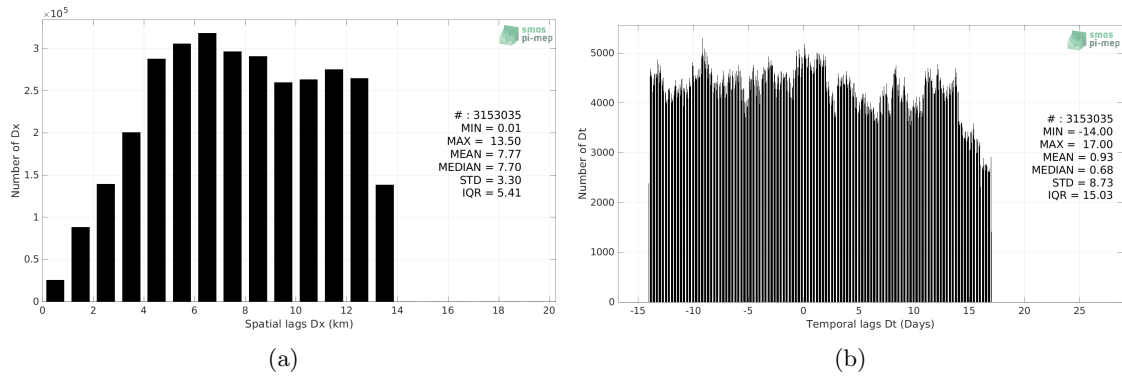 ×10⁵
3
2.5
2
1.5
1
0.5
0
0 2 4 6 8 10 12 14 16 18 20
Number of Dx
Spatial lags Dx (km)
smos
pi-mep
# : 3153035
MIN = 0.01
MAX = 13.50
MEAN = 7.77
MEDIAN = 7.70
STD = 3.30
IQR = 5.41
(a)
5000
4000
3000
2000
1000
0
-15 -10 -5 0 5 10 15 20 25
Number of Dt
Temporal lags Dt (Days)
smos
pi-mep
# : 3153035
MIN = -14.00
MAX = 17.00
MEAN = 0.93
MEDIAN = 0.68
STD = 8.73
IQR = 15.03
(b)